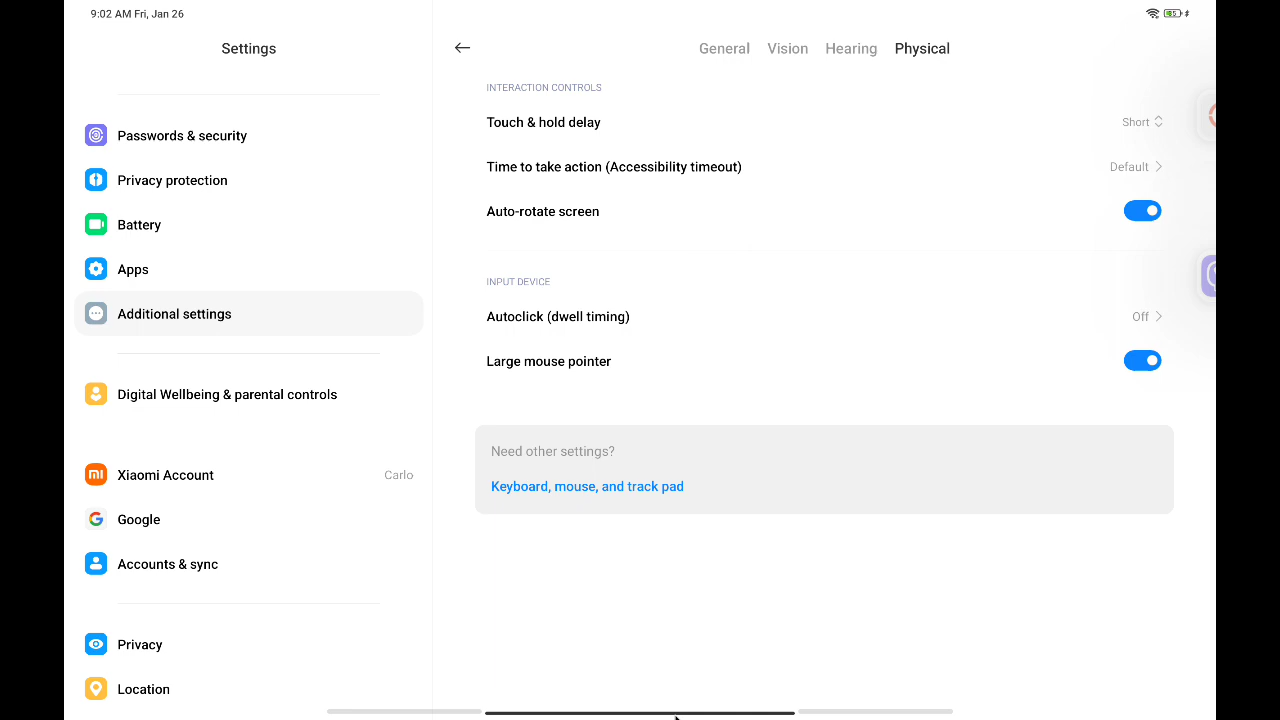 9:02 AM Fri, Jan 26
Settings
General Vision Hearing Physical
Passwords & security
Privacy protection
Battery
Apps
Additional settings
Digital Wellbeing & parental controls
Xiaomi Account Carlo
Google
Accounts & sync
Privacy
Location
INTERACTION CONTROLS
Touch & hold delay Short
Time to take action (Accessibility timeout) Default
Auto-rotate screen
INPUT DEVICE
Autoclick (dwell timing) Off
Large mouse pointer
Need other settings?
Keyboard, mouse, and track pad